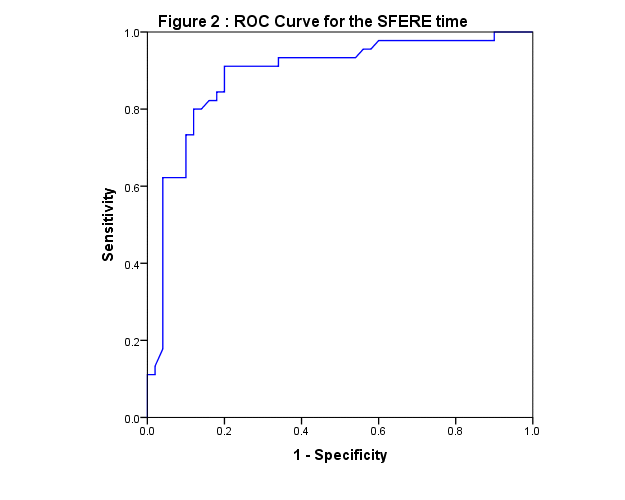 Figure 2 : ROC Curve for the SFERE time
1.0
0.8
0.6
0.4
0.2
0.0
Sensitivity
0.0 0.2 0.4 0.6 0.8 1.0
1 - Specificity